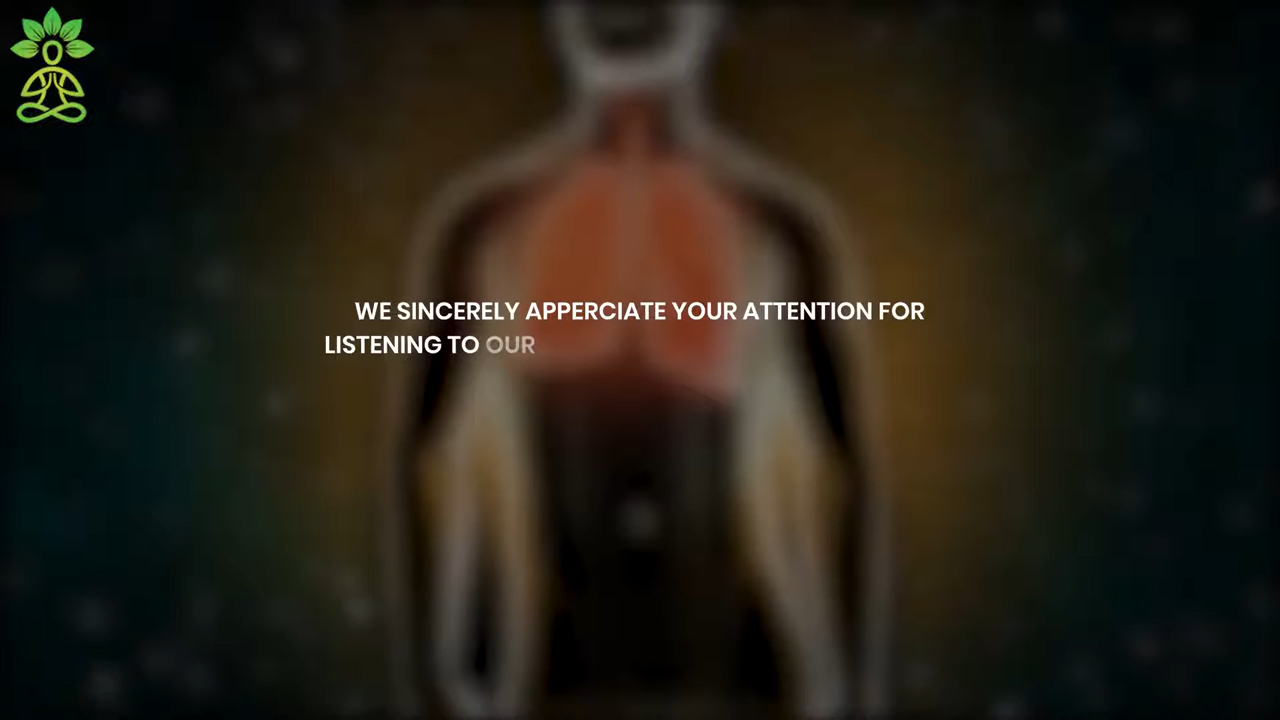 WE SINCERELY APPERCIATE YOUR ATTENTION FOR
LISTENING TO OUR